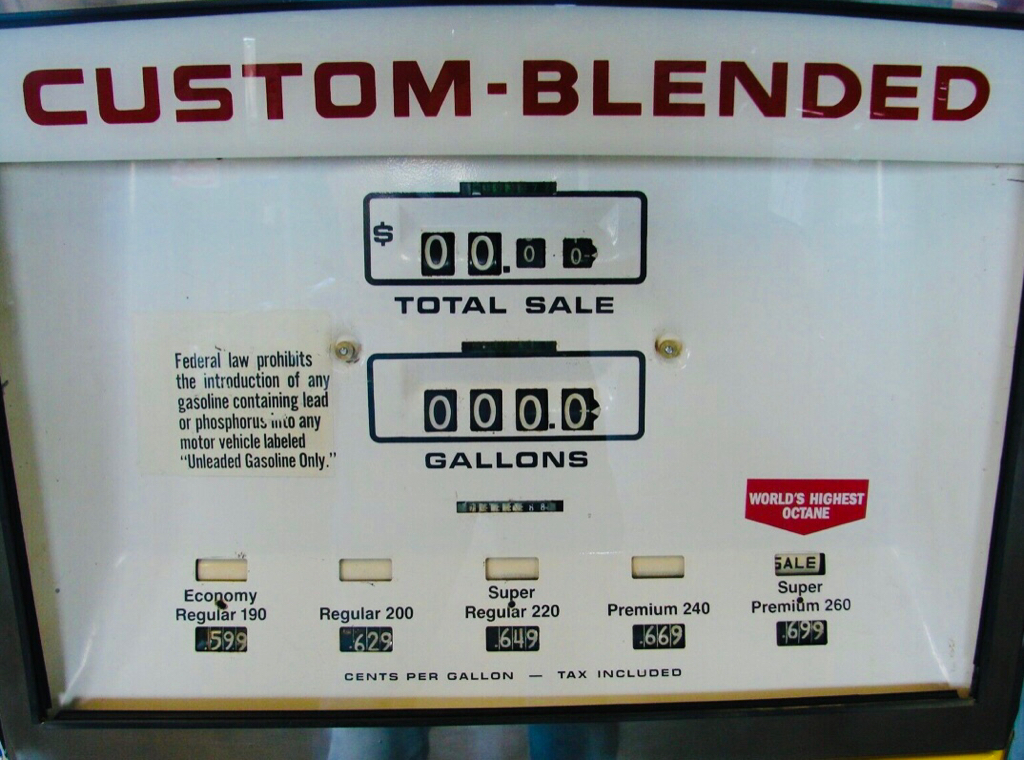 CUSTOM-BLENDED
$ 00.00
TOTAL SALE
Federal law prohibits
the introduction of any
gasoline containing lead
or phosphorus into any
motor vehicle labeled
"Unleaded Gasoline Only."
000.0
GALLONS
WORLD'S HIGHEST
OCTANE
SALE
Economy
Regular 190
.599
Regular 200
.629
Super
Regular 220
.649
Premium 240
.669
Super
Premium 260
.699
CENTS PER GALLON — TAX INCLUDED